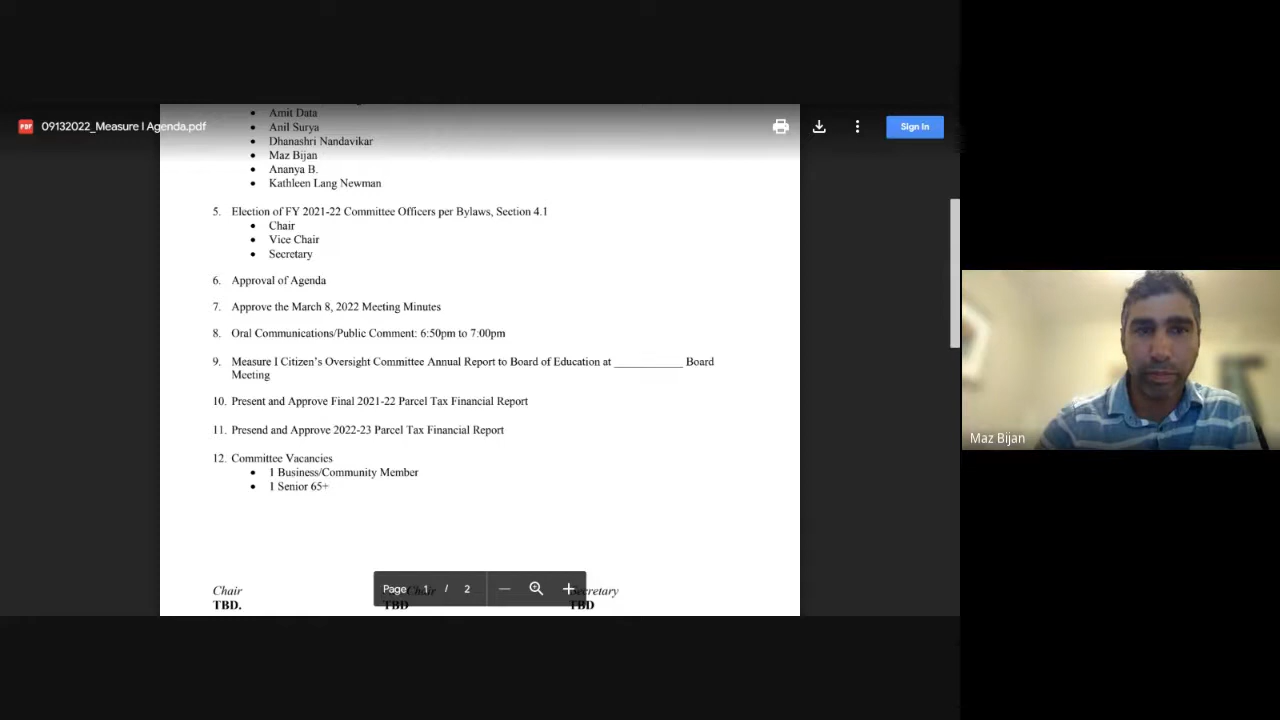 Amit Data
09132022_Measure I Agenda.pdf
Sign In
Anil Surya
Dhanashri Nandavikar
Maz Bijan
Ananya B.
Kathleen Lang Newman
5. Election of FY 2021-22 Committee Officers per Bylaws, Section 4.1
Chair
Vice Chair
Secretary
6. Approval of Agenda
7. Approve the March 8, 2022 Meeting Minutes
8. Oral Communications/Public Comment: 6:50pm to 7:00pm
9. Measure I Citizen's Oversight Committee Annual Report to Board of Education at ____________ Board
Meeting
10. Present and Approve Final 2021-22 Parcel Tax Financial Report
11. Presend and Approve 2022-23 Parcel Tax Financial Report
12. Committee Vacancies
1 Business/Community Member
1 Senior 65+
Maz Bijan
Page 1 / 2
Chair Chair Secretary
TBD. TBD TBD